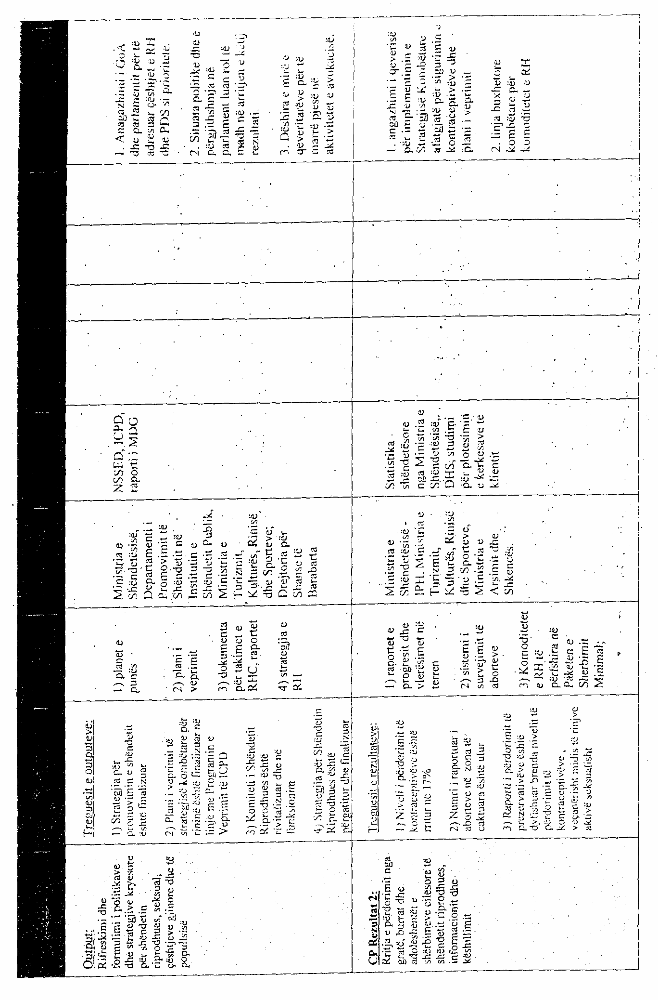 Output:
Rifreskimi dhe
formulimi i politikave
dhe strategjive kryesore
për shëndetin
riprodhues, seksual,
çështjeve gjinore dhe të
popullsisë
Treguesit e outputeve:
1) Strategjia për
promovimin e shëndetit
është finalizuar
2) Plani i veprimit të
strategjisë kombëtare për
rininë është finalizuar në
linjë me Programin e
Veprimit të ICPD
3) Komiteti i Shëndetit
Riprodhues është
rivitalizuar dhe në
funksionim
4) Strategjia për Shëndetin
Riprodhues është
përgatitur dhe finalizuar
1) planet e
punës
2) plani i
veprimit
3) dokumenta
për takimet e
RHC, raportet
4) strategjia e
RH
Ministria e
Shëndetësisë,
Departamenti i
Promovimit të
Shëndetit në
Institutin e
Shëndetit Publik,
Ministria e
Turizmit,
Kulturës, Rinisë
dhe Sporteve;
Drejtoria për
Shanse të
Barabarta
NSSED, ICPD,
raporti i MDG
1. Anagazhimi i GoA
dhe parlamentit për të
adresuar çështjet e RH
dhe PDS si prioritete.
2. Situata politike dhe e
përgjithshmja në
parlament luan rol të
madh në arritjen e këtij
rezultati.
3. Dëshira e mirë e
qeveritarëve për të
marrë pjesë në
aktivitetet e avokacisë.
CP Rezultat 2:
Rritja e përdorimit nga
gratë, burrat dhe
adoleshentët e
shërbimeve cilësore të
shëndetit riprodhues,
informacionit dhe
këshillimit
Treguesit e rezultateve:
1) Niveli i përdorimit të
kontraceptivëve është
rritur në 17%
2) Numri i raportuar i
aborteve në zona të
caktuara është ulur
3) Raporti i përdorimit të
prezervativëve është
dyfishuar brenda nivelit të
përdorimit të
kontraceptivëve ,
veçanërisht midis të rinjve
aktivë seksualisht
1) raportet e
progresit dhe
vlerësimet në
terren
2) sistemi i
survejimit të
aborteve
3) Komoditetet
e RH të
përfshira në
Paketen e
Sherbimit
Minimal;
Ministria e
Shëndetësisë -
IPH, Ministria e
Turizmit,
Kulturës, Rinisë
dhe Sporteve,
Ministria e
Arsimit dhe
Shkencës.
Statistika
shëndetësore
nga Ministria e
Shëndetësisë,
DHS, studimi
për plotesimin
e kerkesave te
klientit
1. angazhimi i qeverisë
për implementimin e
Strategjisë Kombëtare
afatgjatë për sigurimin e
kontraceptivëve dhe
plani i veprimit
2. linja buxhetore
kombëtare për
komoditetet e RH